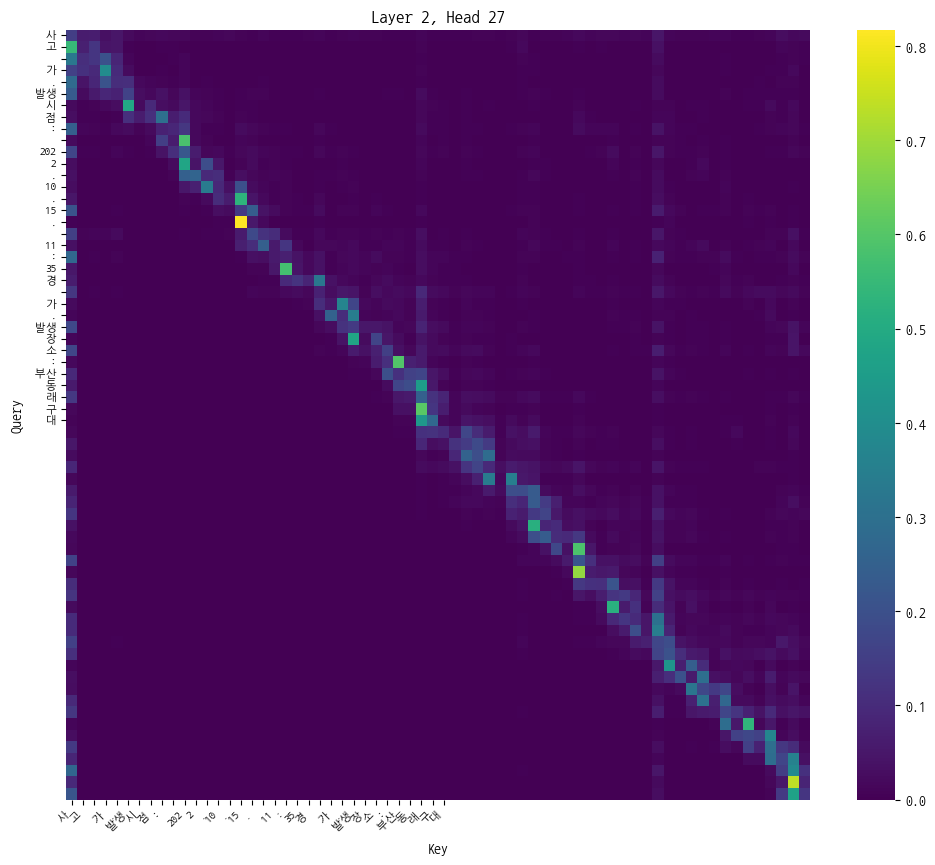 Layer 2, Head 27
사
고
가
.
발생
시
점
:
202
2
.
10
.
15
.
11
:
35
경
가
.
발생
장
소
:
부산
동
래
구
대
Query
0.8
0.7
0.6
0.5
0.4
0.3
0.2
0.1
0.0
사
고
가
.
발생
시
점
:
202
2
.
10
.
15
.
11
:
35
경
가
.
발생
장
소
:
부산
동
래
구
대
Key